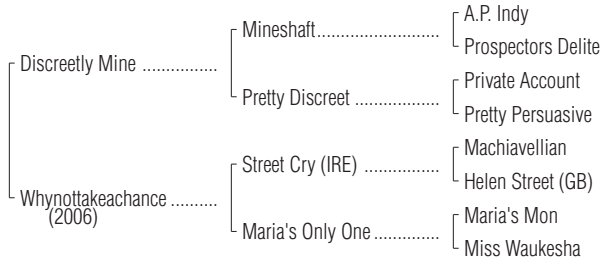 A.P. Indy
Mineshaft..........................
Prospectors Delite
Discreetly Mine ................
Private Account
Pretty Discreet ..................
Pretty Persuasive
Machiavellian
Street Cry (IRE) ................
Helen Street (GB)
Whynottakeachance ..........
(2006)
Maria's Mon
Maria's Only One ..............
Miss Waukesha